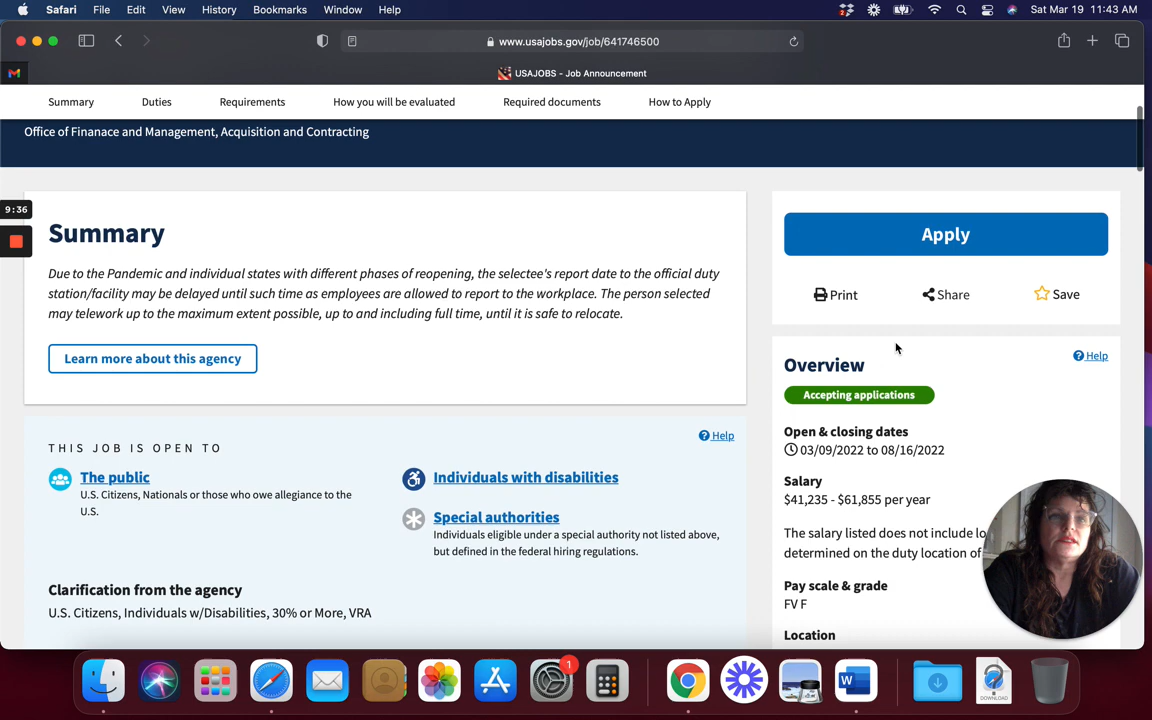 Safari File Edit View History Bookmarks Window Help Sat Mar 19 11:43 AM
www.usajobs.gov/job/641746500
USAJOBS - Job Announcement
Summary Duties Requirements How you will be evaluated Required documents How to Apply
Office of Finanace and Management, Acquisition and Contracting
9:36
Summary
Due to the Pandemic and individual states with different phases of reopening, the selectee's report date to the official duty
station/facility may be delayed until such time as employees are allowed to report to the workplace. The person selected
may telework up to the maximum extent possible, up to and including full time, until it is safe to relocate.
Learn more about this agency
THIS JOB IS OPEN TO
Help
The public
U.S. Citizens, Nationals or those who owe allegiance to the
U.S.
Individuals with disabilities
Special authorities
Individuals eligible under a special authority not listed above,
but defined in the federal hiring regulations.
Clarification from the agency
U.S. Citizens, Individuals w/Disabilities, 30% or More, VRA
Apply
Print Share Save
Overview
Help
Accepting applications
Open & closing dates
03/09/2022 to 08/16/2022
Salary
$41,235 - $61,855 per year
The salary listed does not include lo
determined on the duty location of
Pay scale & grade
FV F
Location
1
W
DOWNLOAD